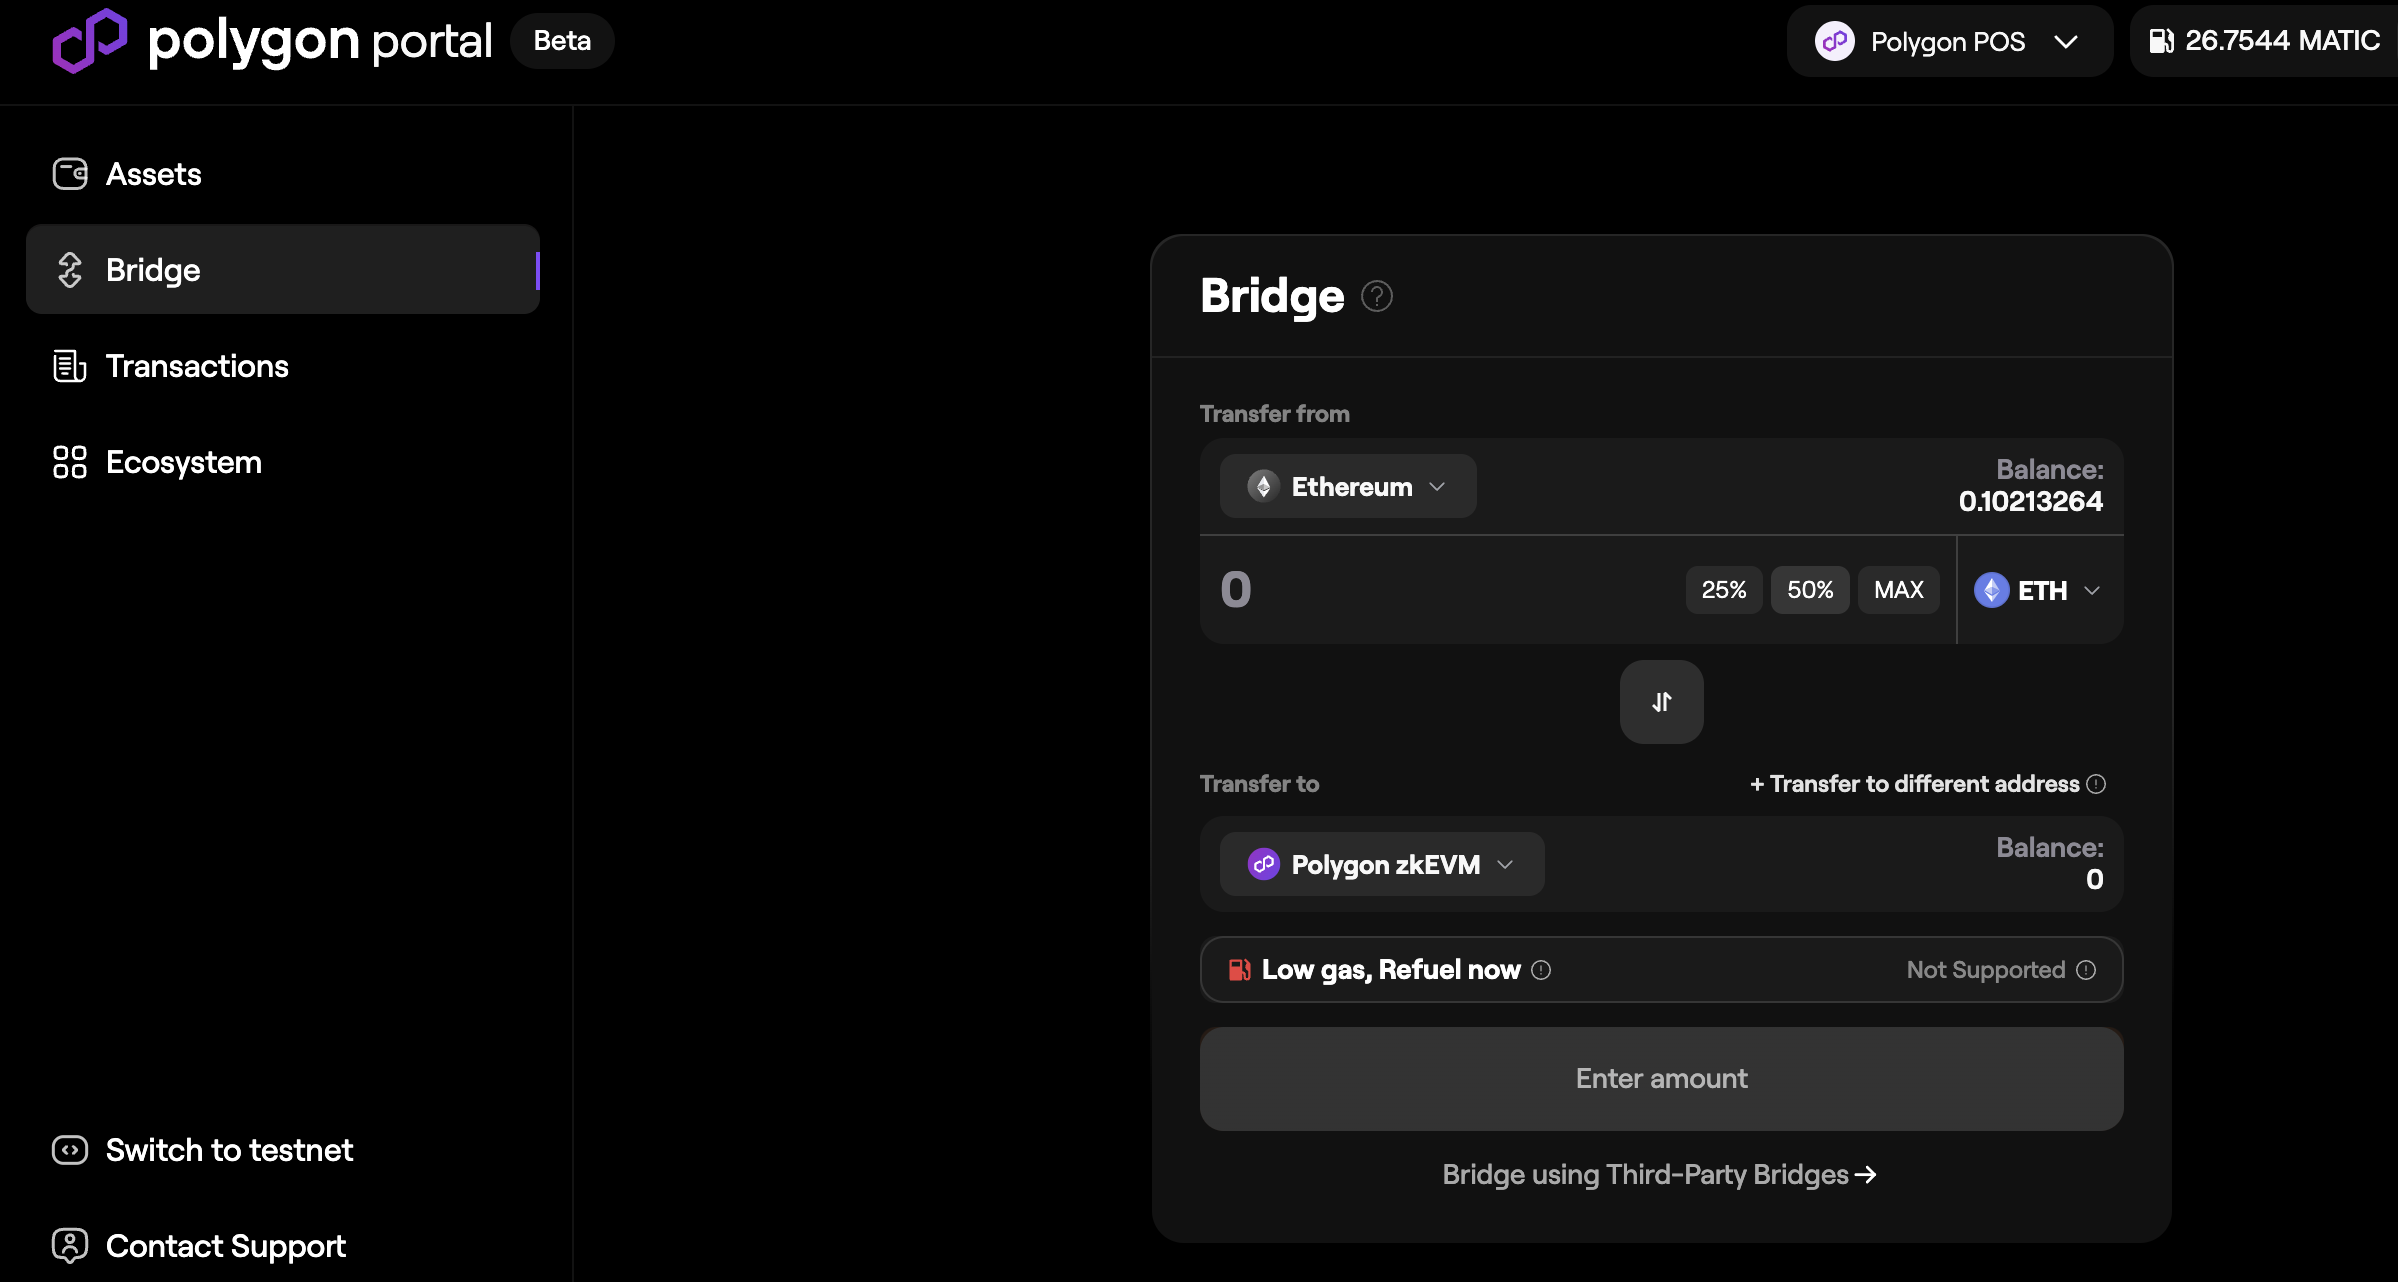 polygon portal Beta
Polygon POS
26.7544 MATIC
Assets
Bridge
Transactions
Ecosystem
Switch to testnet
Contact Support
Bridge ?
Transfer from
Ethereum
Balance:
0.10213264
0
25% 50% MAX
ETH
Transfer to
+ Transfer to different address
Polygon zkEVM
Balance:
0
Low gas, Refuel now
Not Supported
Enter amount
Bridge using Third-Party Bridges→